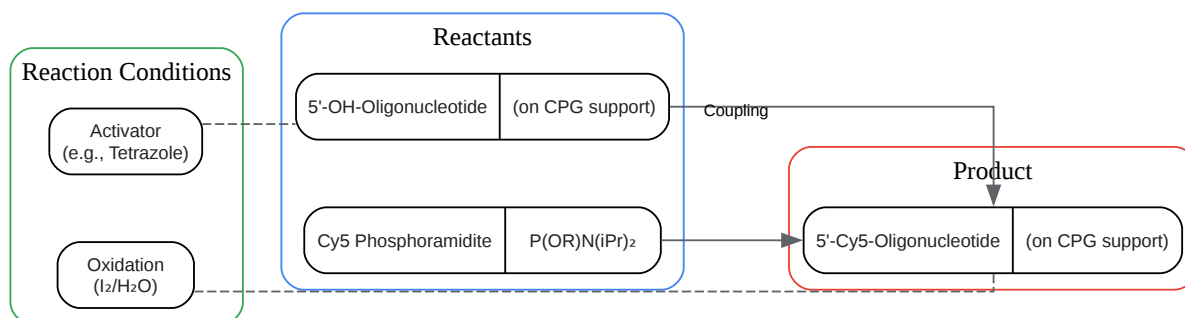 Reaction Conditions
Activator
(e.g., Tetrazole)
Oxidation
(I₂/H₂O)
Reactants
5'-OH-Oligonucleotide
(on CPG support)
Cy5 Phosphoramidite
P(OR)N(iPr)₂
Coupling
Product
5'-Cy5-Oligonucleotide
(on CPG support)